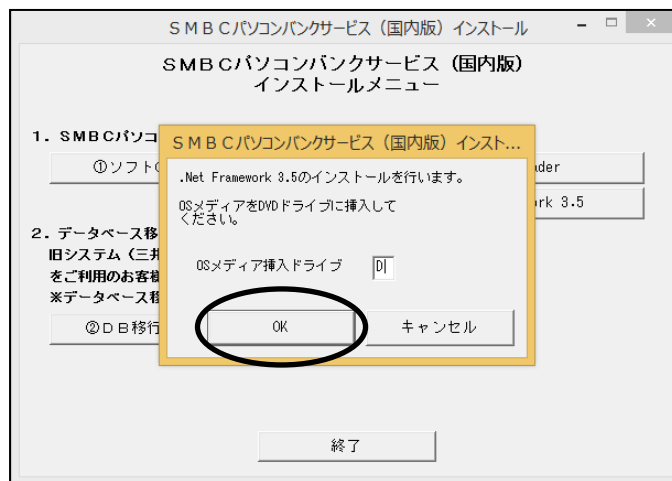 ＳＭＢＣパソコンバンクサービス（国内版）インストール
ＳＭＢＣパソコンバンクサービス（国内版）
インストールメニュー
１．ＳＭＢＣパソコ
①ソフト
ader
rk 3.5
２．データベース移
旧システム（三井
をご利用のお客様
※データベース移
②ＤＢ移行
ＳＭＢＣパソコンバンクサービス（国内版）インスト...
.Net Framework 3.5のインストールを行います。
OSメディアをDVDドライブに挿入して
ください。
OSメディア挿入ドライブ D
OK
キャンセル
終了